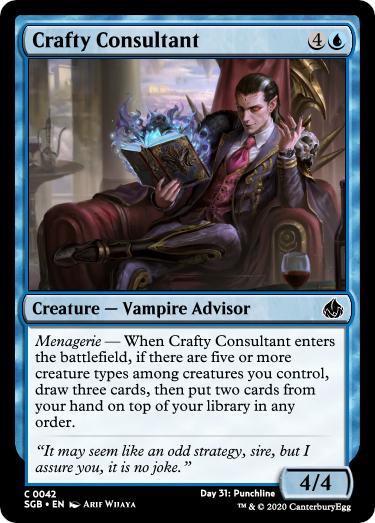 Crafty Consultant 4
Creature — Vampire Advisor
Menagerie — When Crafty Consultant enters
the battlefield, if there are five or more
creature types among creatures you control,
draw three cards, then put two cards from
your hand on top of your library in any
order.
“It may seem like an odd strategy, sire, but I
assure you, it is no joke.”
4/4
C 0042 Day 31: Punchline
SGB • EN Arif Wijaya ™ & © 2020 CanterburyEgg